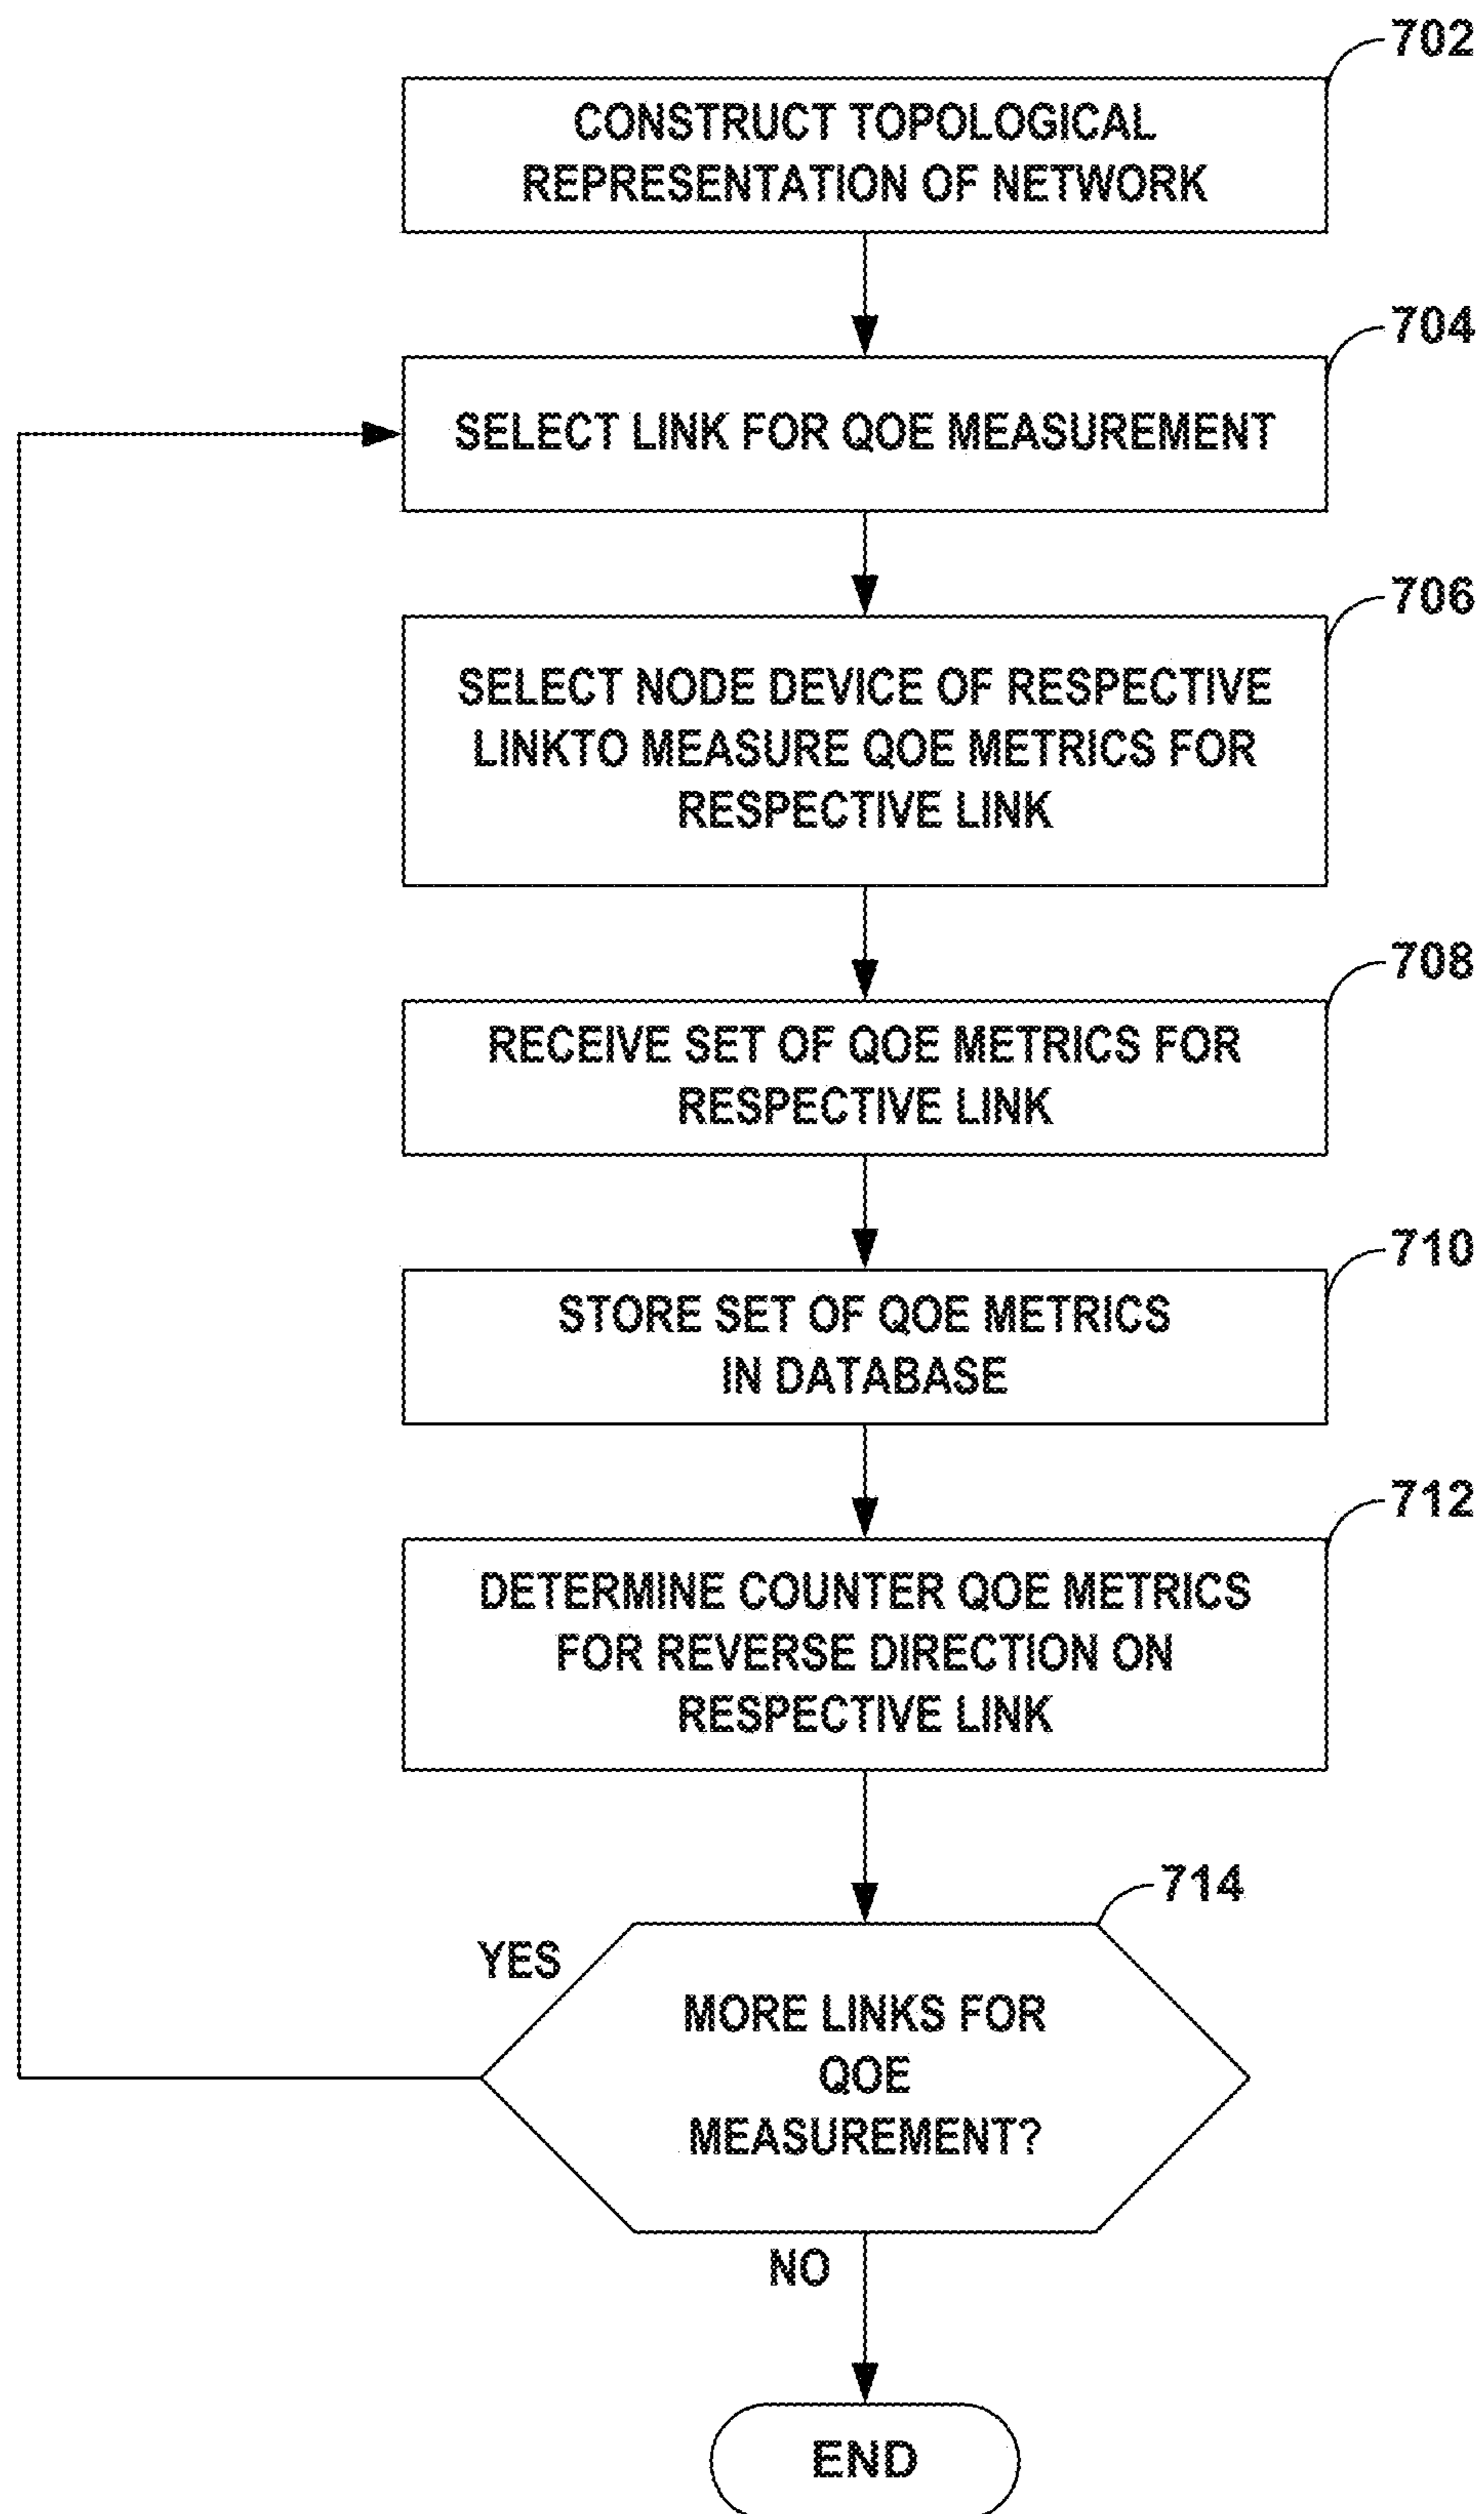 702
CONSTRUCT TOPOLOGICAL
REPRESENTATION OF NETWORK
704
SELECT LINK FOR QOE MEASUREMENT
706
SELECT NODE DEVICE OF RESPECTIVE
LINKTO MEASURE QOE METRICS FOR
RESPECTIVE LINK
708
RECEIVE SET OF QOE METRICS FOR
RESPECTIVE LINK
710
STORE SET OF QOE METRICS
IN DATABASE
712
DETERMINE COUNTER QOE METRICS
FOR REVERSE DIRECTION ON
RESPECTIVE LINK
714
YES
MORE LINKS FOR
QOE
MEASUREMENT?
NO
END